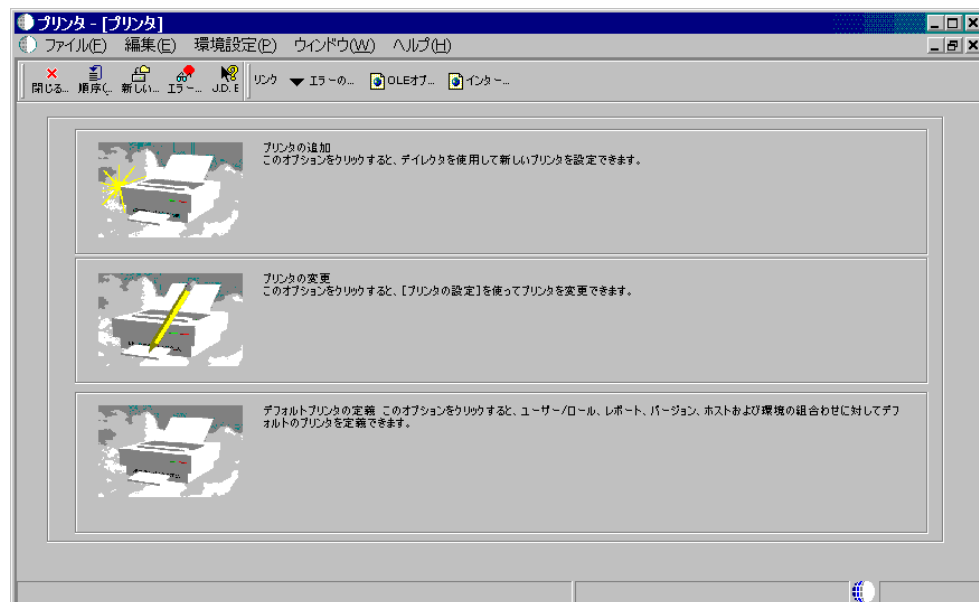 プリンタ - [プリンタ]
ファイル(F) 編集(E) 環境設定(P) ウィンドウ(W) ヘルプ(H)
閉じる... 順序(... 新しい... エラー... J.D. E リンク エラーの... OLEオブ... インター...
プリンタの追加
このオプションをクリックすると、デイレクタを使用して新しいプリンタを設定できます。
プリンタの変更
このオプションをクリックすると、[プリンタの設定]を使ってプリンタを変更できます。
デフォルトプリンタの定義 このオプションをクリックすると、ユーザー/ロール、レポート、バージョン、ホストおよび環境の組合わせに対してデフ
ォルトのプリンタを定義できます。